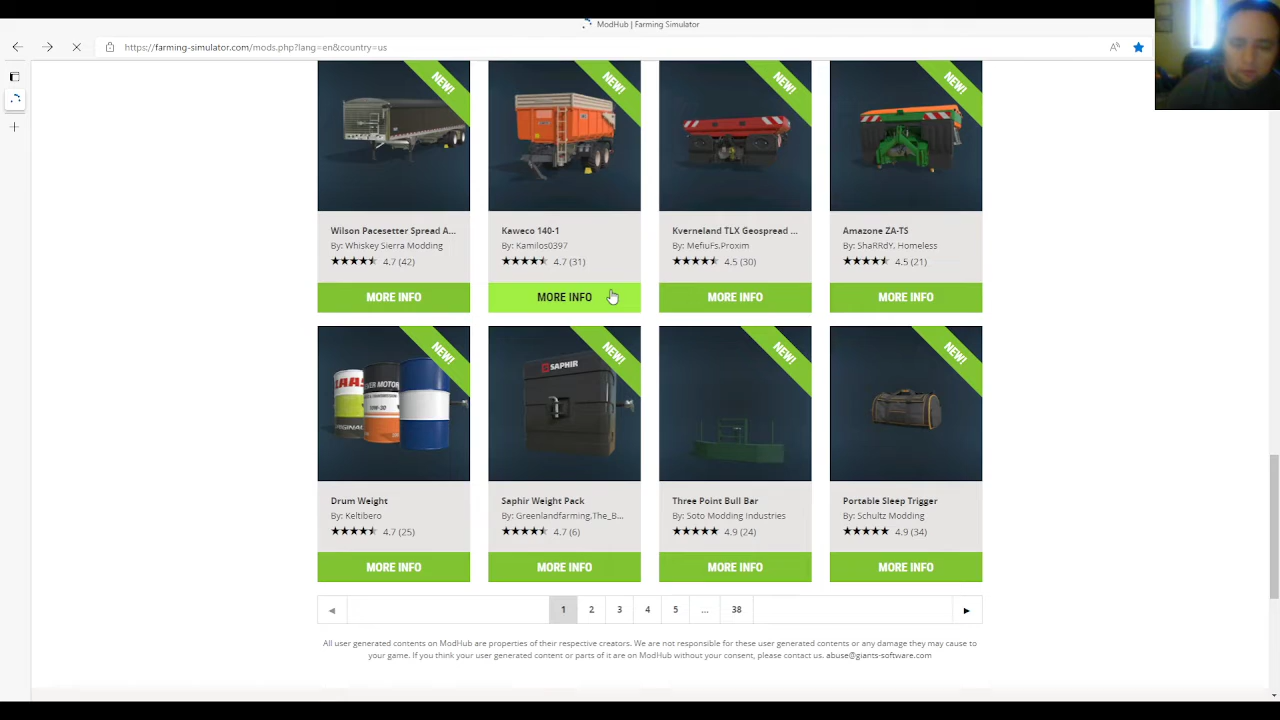 ModHub | Farming Simulator
https://farming-simulator.com/mods.php?lang=en&country=us
NEW! NEW! NEW! NEW!
Wilson Pacesetter Spread A... Kaweco 140-1 Kverneland TLX Geospread ... Amazone ZA-TS
By: Whiskey Sierra Modding By: Kamilos0397 By: MefiuFs.Proxim By: ShaRRdY. Homeless
4.7 (42) 4.7 (31) 4.5 (30) 4.5 (21)
MORE INFO MORE INFO MORE INFO MORE INFO
NEW! NEW! NEW! NEW!
SAPHIR
ORIGINAL
Drum Weight Saphir Weight Pack Three Point Bull Bar Portable Sleep Trigger
By: Keltibero By: Greenlandfarming.The_B... By: Soto Modding Industries By: Schultz Modding
4.7 (25) 4.7 (6) 4.9 (24) 4.9 (34)
MORE INFO MORE INFO MORE INFO MORE INFO
1 2 3 4 5 ... 38
All user generated contents on ModHub are properties of their respective creators. We are not responsible for these user generated contents or any damage they may cause to
your game. If you think your user generated content or parts of it are on ModHub without your consent, please contact us. abuse@giants-software.com